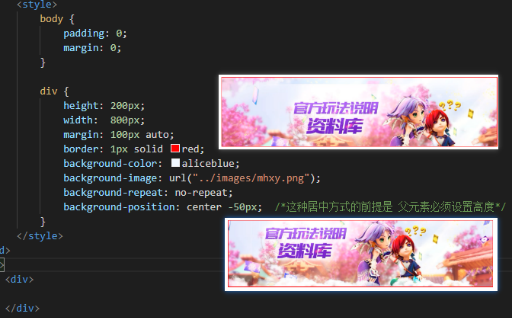 <style>
body {
padding: 0;
margin: 0;
}
div {
height: 200px;
width: 800px;
margin: 100px auto;
border: 1px solid red;
background-color: aliceblue;
background-image: url("../images/mhxy.png");
background-repeat: no-repeat;
background-position: center -50px; /*这种居中方式的前提是 父元素必须设置高度*/
}
</style>
d>
>
<div>
</div>
官方玩法说明
资料库
???
官方玩法说明
资料库
???